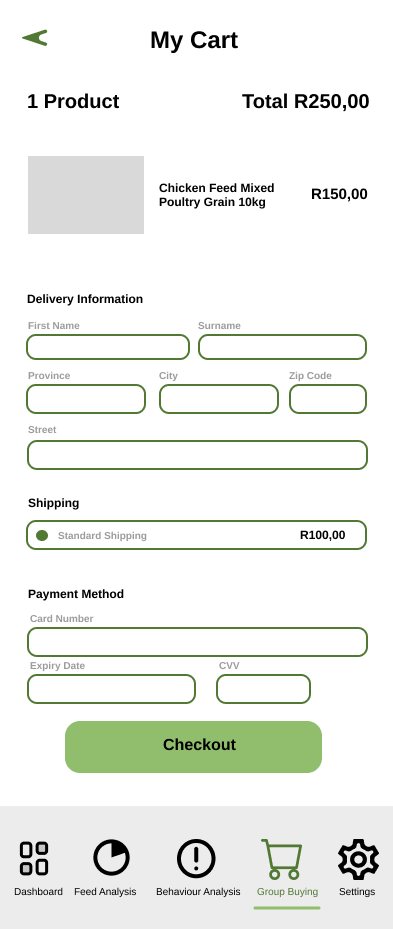 My Cart
1 Product Total R250,00
Chicken Feed Mixed
Poultry Grain 10kg
R150,00
Delivery Information
First Name Surname
Province City Zip Code
Street
Shipping
Standard Shipping R100,00
Payment Method
Card Number
Expiry Date CVV
Checkout
Dashboard Feed Analysis Behaviour Analysis Group Buying Settings